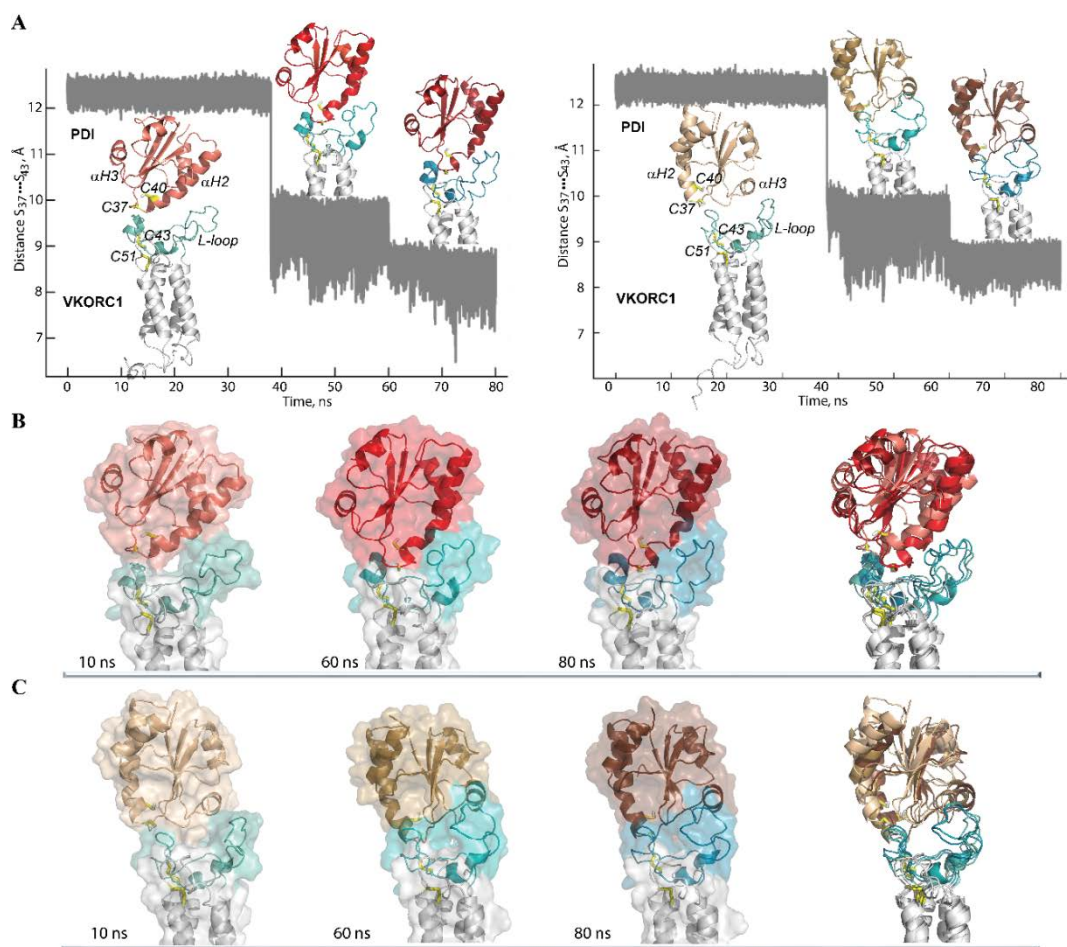 A
Distance S37•••S43, Å
12
11
10
9
8
7
PDI
αH3
C40
αH2
C37
C43
L-loop
C51
VKORC1
0 10 20 30 40 50 60 70 80
Time, ns
Distance S37•••S43, Å
12
11
10
9
8
7
6
PDI
αH2
C40
αH3
C37
C43
L-loop
C51
VKORC1
0 10 20 30 40 50 60 70 80
Time, ns
B
10 ns
60 ns
80 ns
C
10 ns
60 ns
80 ns